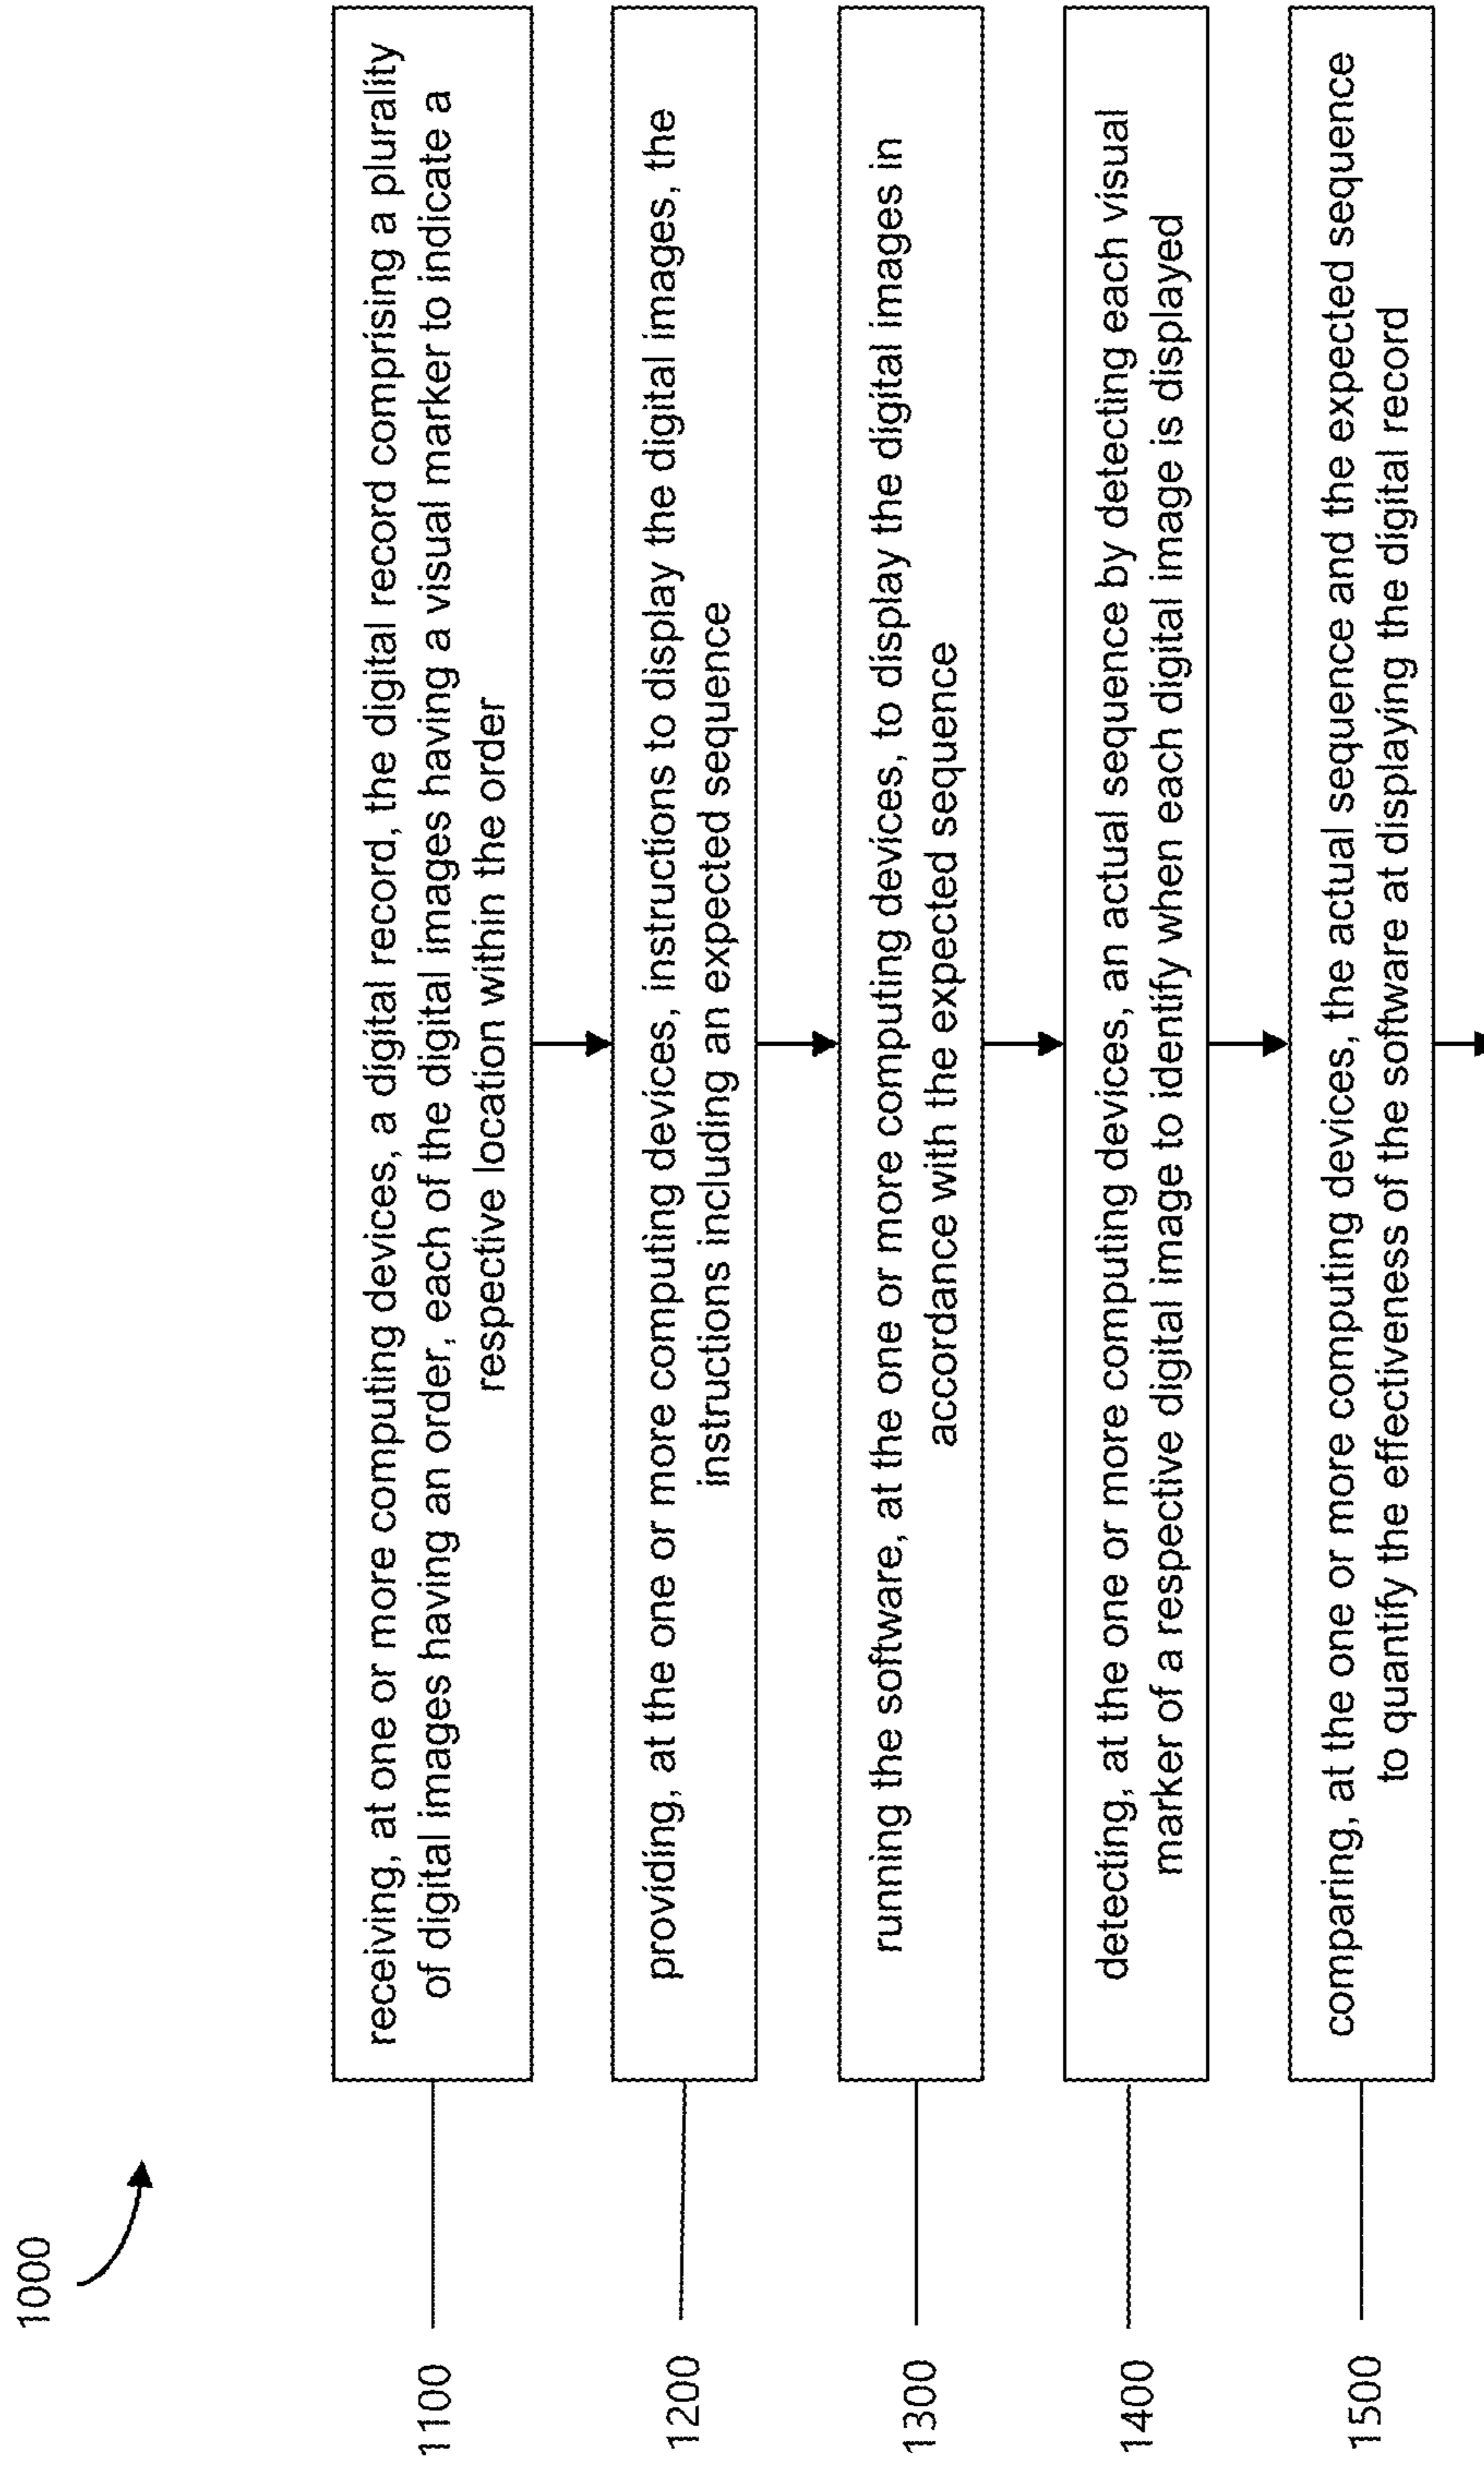 1000
1100
receiving, at one or more computing devices, a digital record, the digital record comprising a plurality
of digital images having an order, each of the digital images having a visual marker to indicate a
respective location within the order
1200
providing, at the one or more computing devices, instructions to display the digital images, the
instructions including an expected sequence
1300
running the software, at the one or more computing devices, to display the digital images in
accordance with the expected sequence
1400
detecting, at the one or more computing devices, an actual sequence by detecting each visual
marker of a respective digital image to identify when each digital image is displayed
1500
comparing, at the one or more computing devices, the actual sequence and the expected sequence
to quantify the effectiveness of the software at displaying the digital record